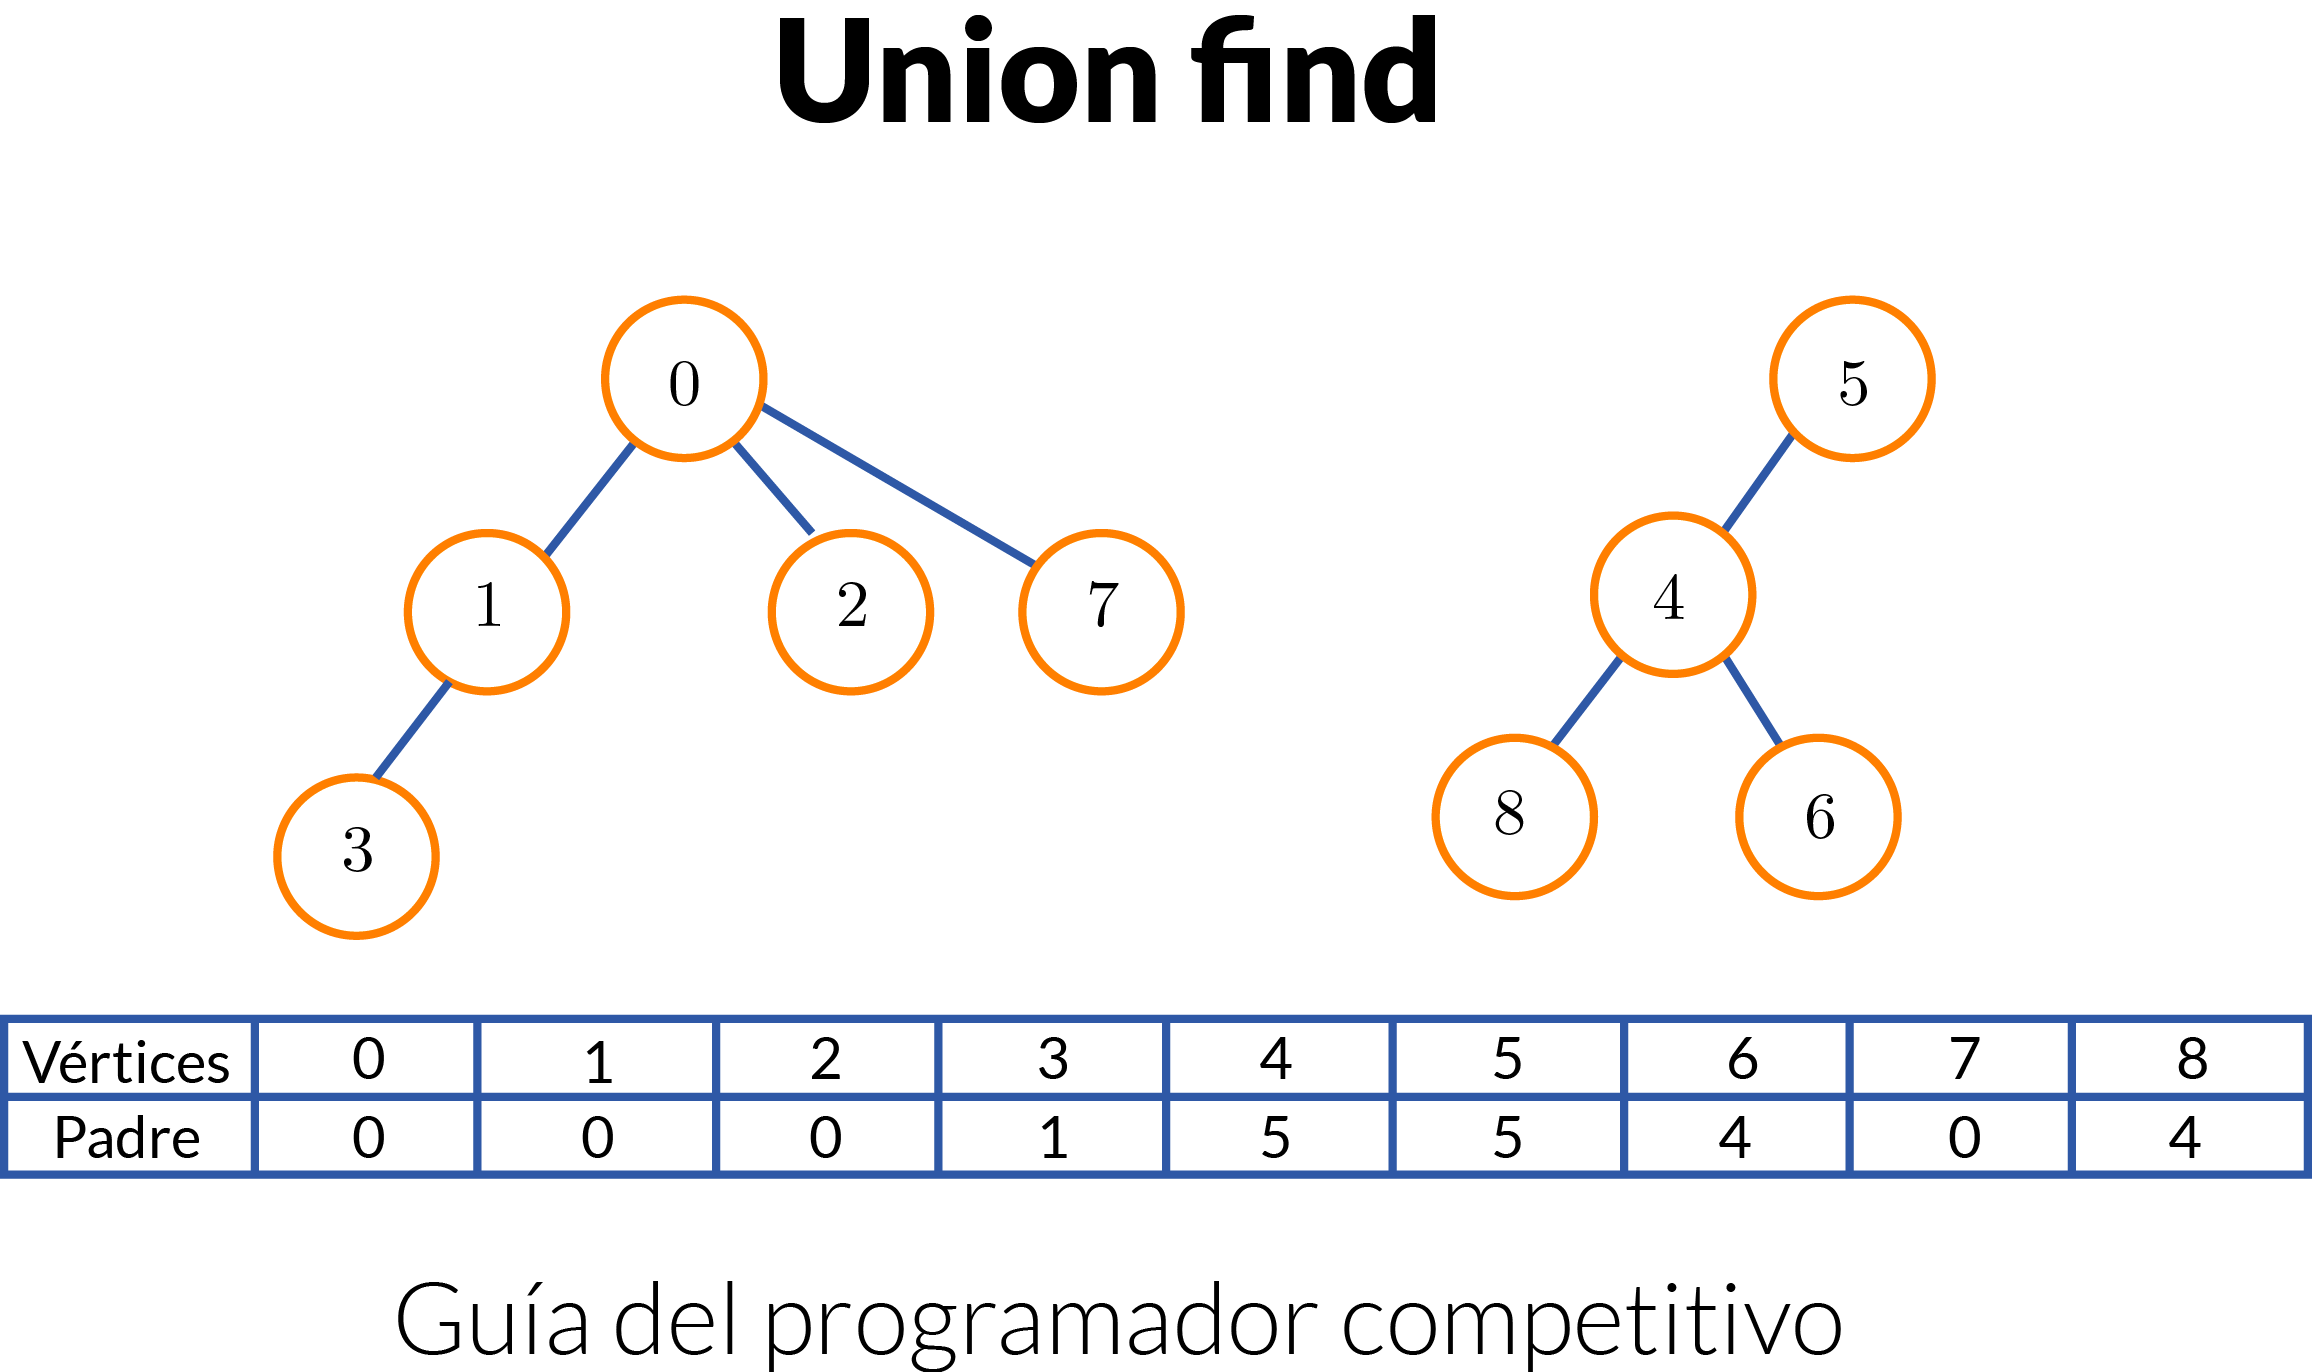 Union find
0
5
1
2
7
4
3
8
6
Vértices 0 1 2 3 4 5 6 7 8
Padre 0 0 0 1 5 5 4 0 4
Guía del programador competitivo